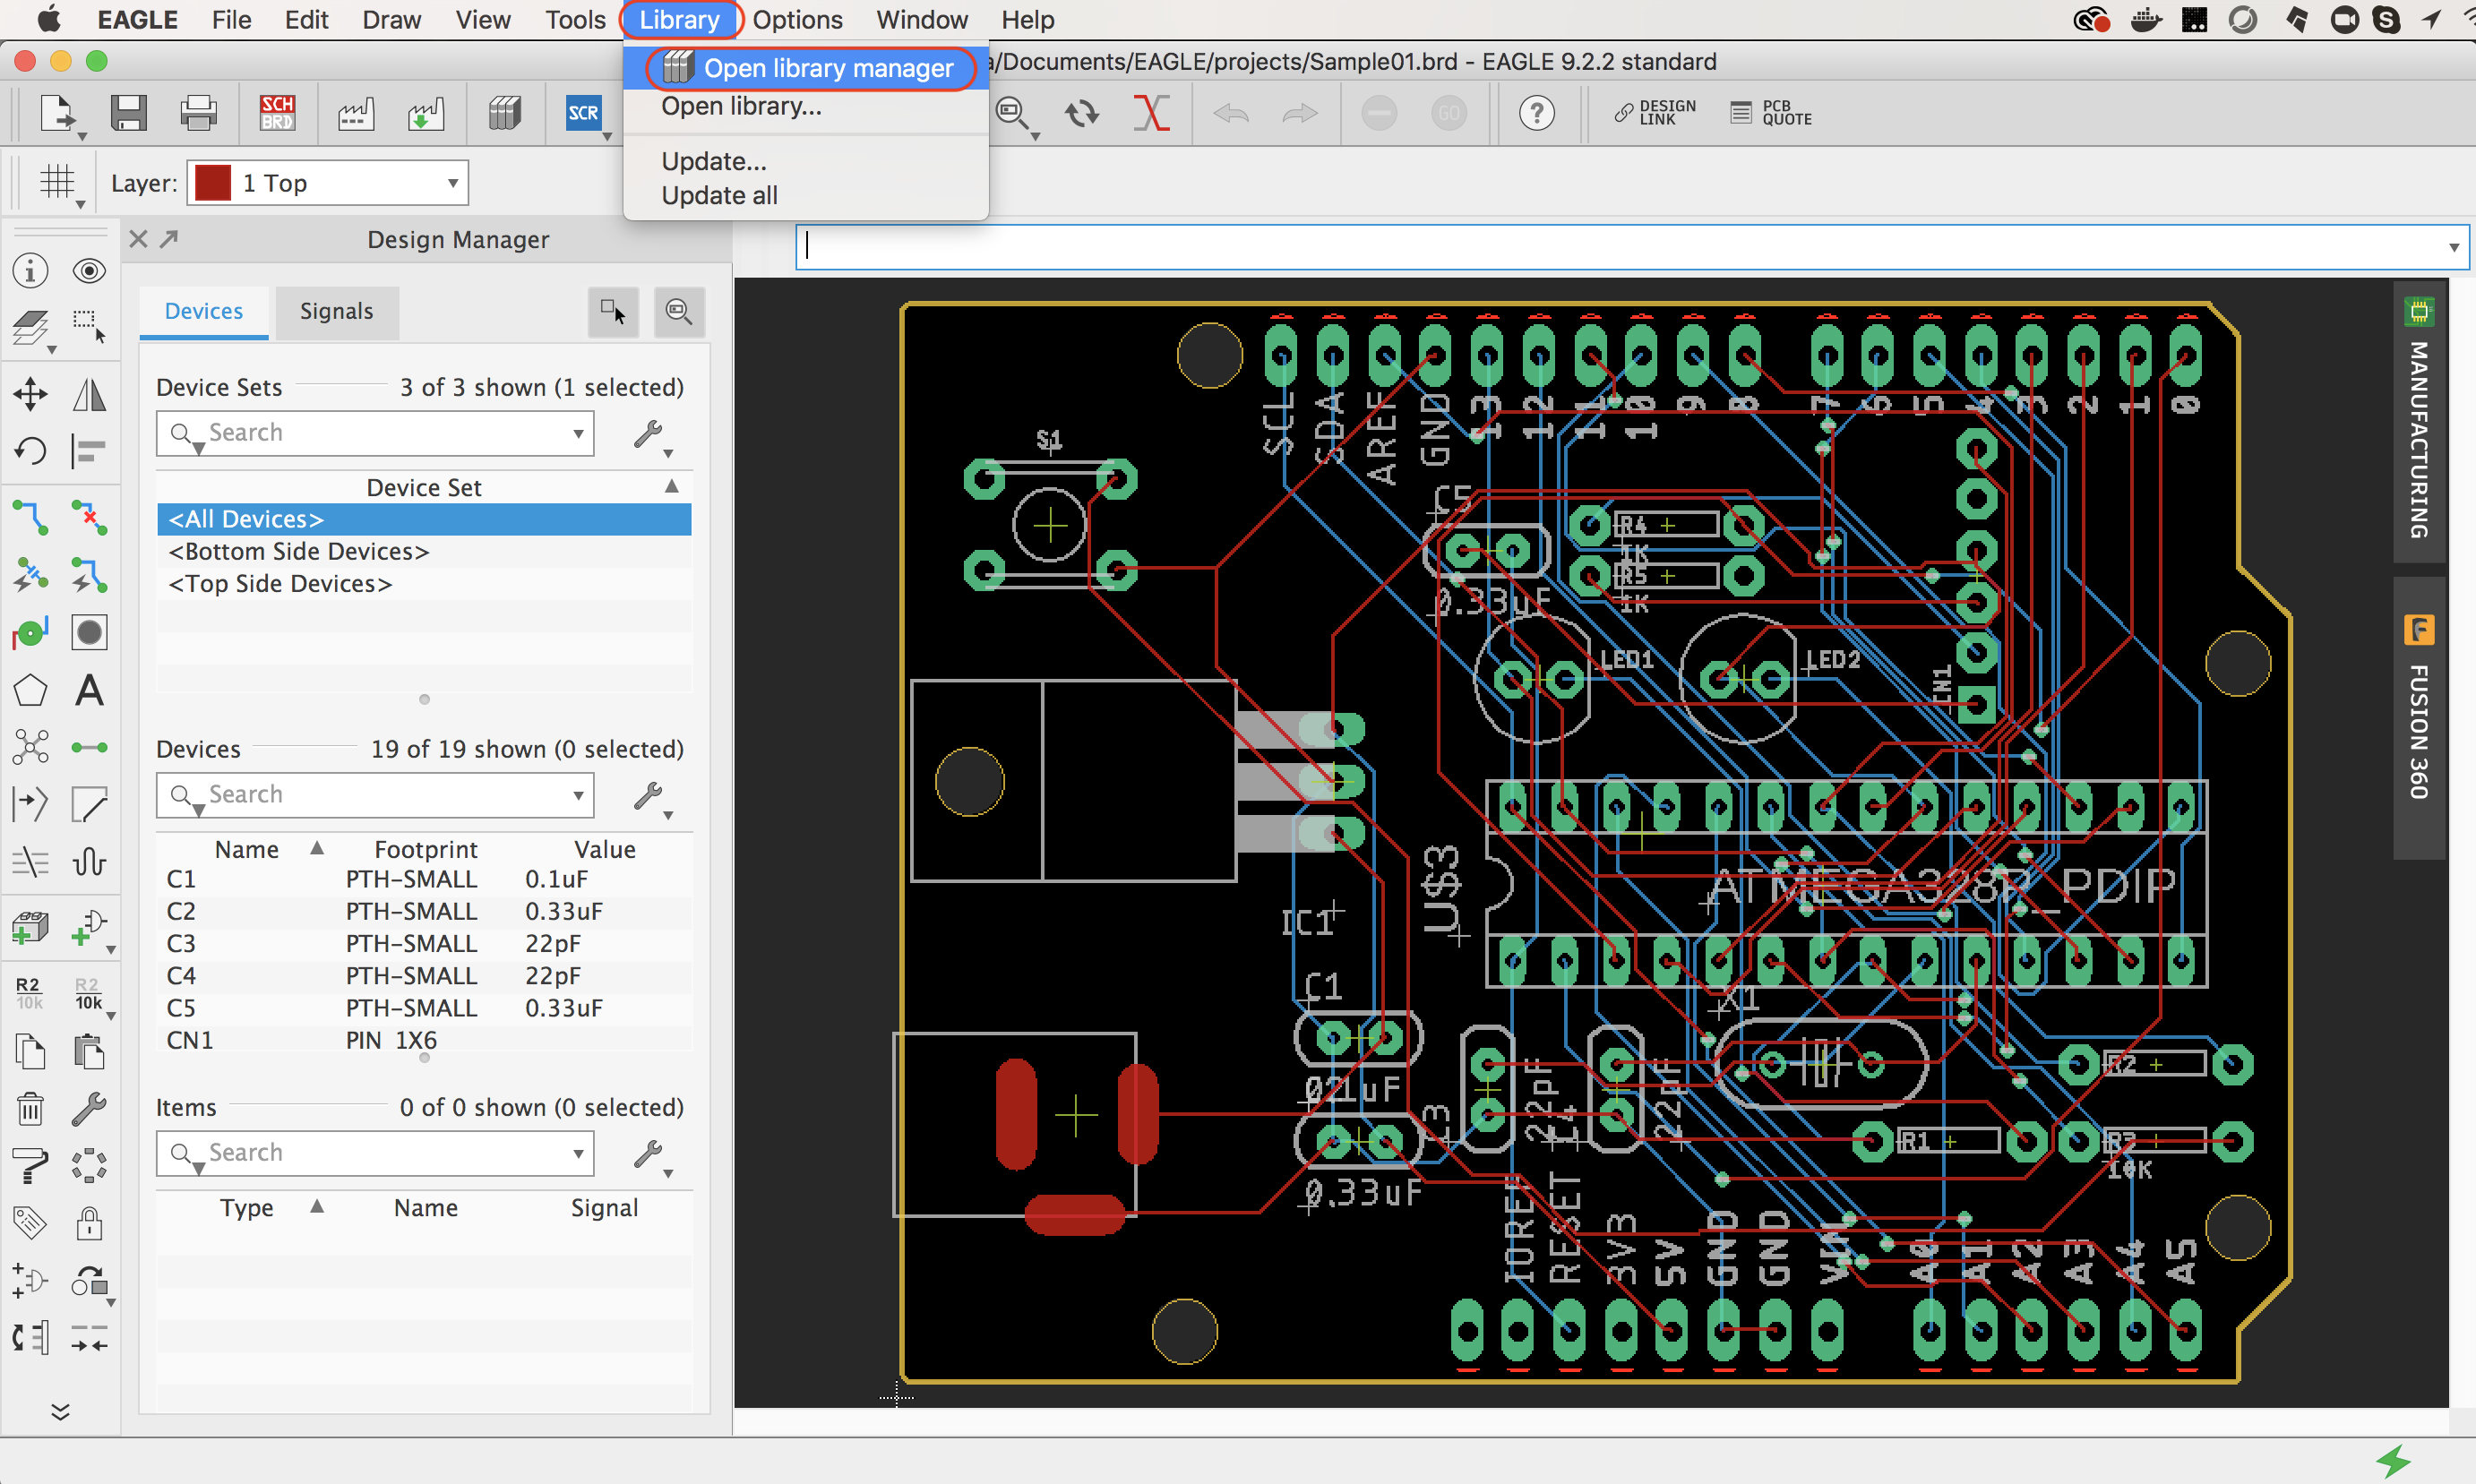 EAGLE File Edit Draw View Tools Library Options Window Help
Open library manager
a/Documents/EAGLE/projects/Sample01.brd - EAGLE 9.2.2 standard
Open library...
Update...
Update all
SCH
BRD
SCR
GO
?
DESIGN
LINK
PCB
QUOTE
Layer: 1 Top
Design Manager
Devices Signals
Device Sets 3 of 3 shown (1 selected)
Search
Device Set
<All Devices>
<Bottom Side Devices>
<Top Side Devices>
Devices 19 of 19 shown (0 selected)
Search
Name Footprint Value
C1 PTH-SMALL 0.1uF
C2 PTH-SMALL 0.33uF
C3 PTH-SMALL 22pF
C4 PTH-SMALL 22pF
C5 PTH-SMALL 0.33uF
CN1 PIN 1X6
Items 0 of 0 shown (0 selected)
Search
Type Name Signal
R2
10k
R2
10k
SCL SDA AREF GND 13 12 11 10 9 8 7 6 5 4 3 2 1 0
S1
C5
0.33uF
R4
1K
R5
1K
LED1
LED2
CN1
IC1
U$3
ATMEGA328P_PDIP
C1
X1
0.33uF
22pF
22pF
R2
R1
R3
10K
IOREF RESET 3V3 5V GND GND VIN A0 A1 A2 A3 A4 A5
MANUFACTURING
F
FUSION 360